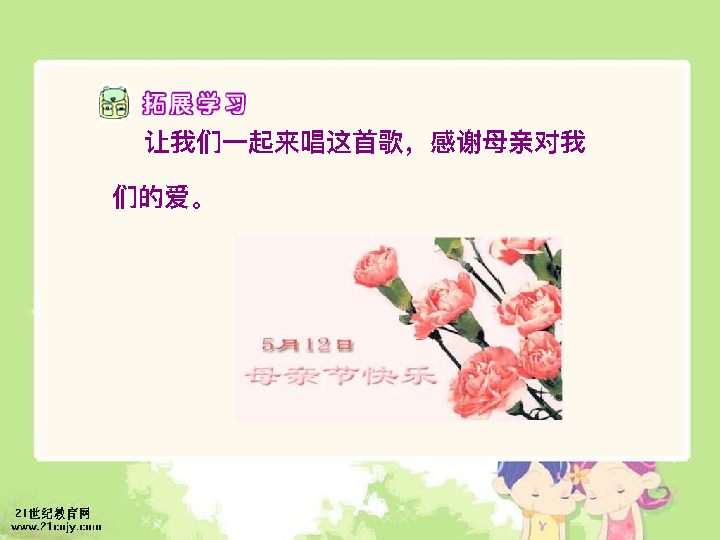 拓展学习
让我们一起来唱这首歌，感谢母亲对我
们的爱。
5月12日
母亲节快乐
21世纪教育网
www.21cnjy.com